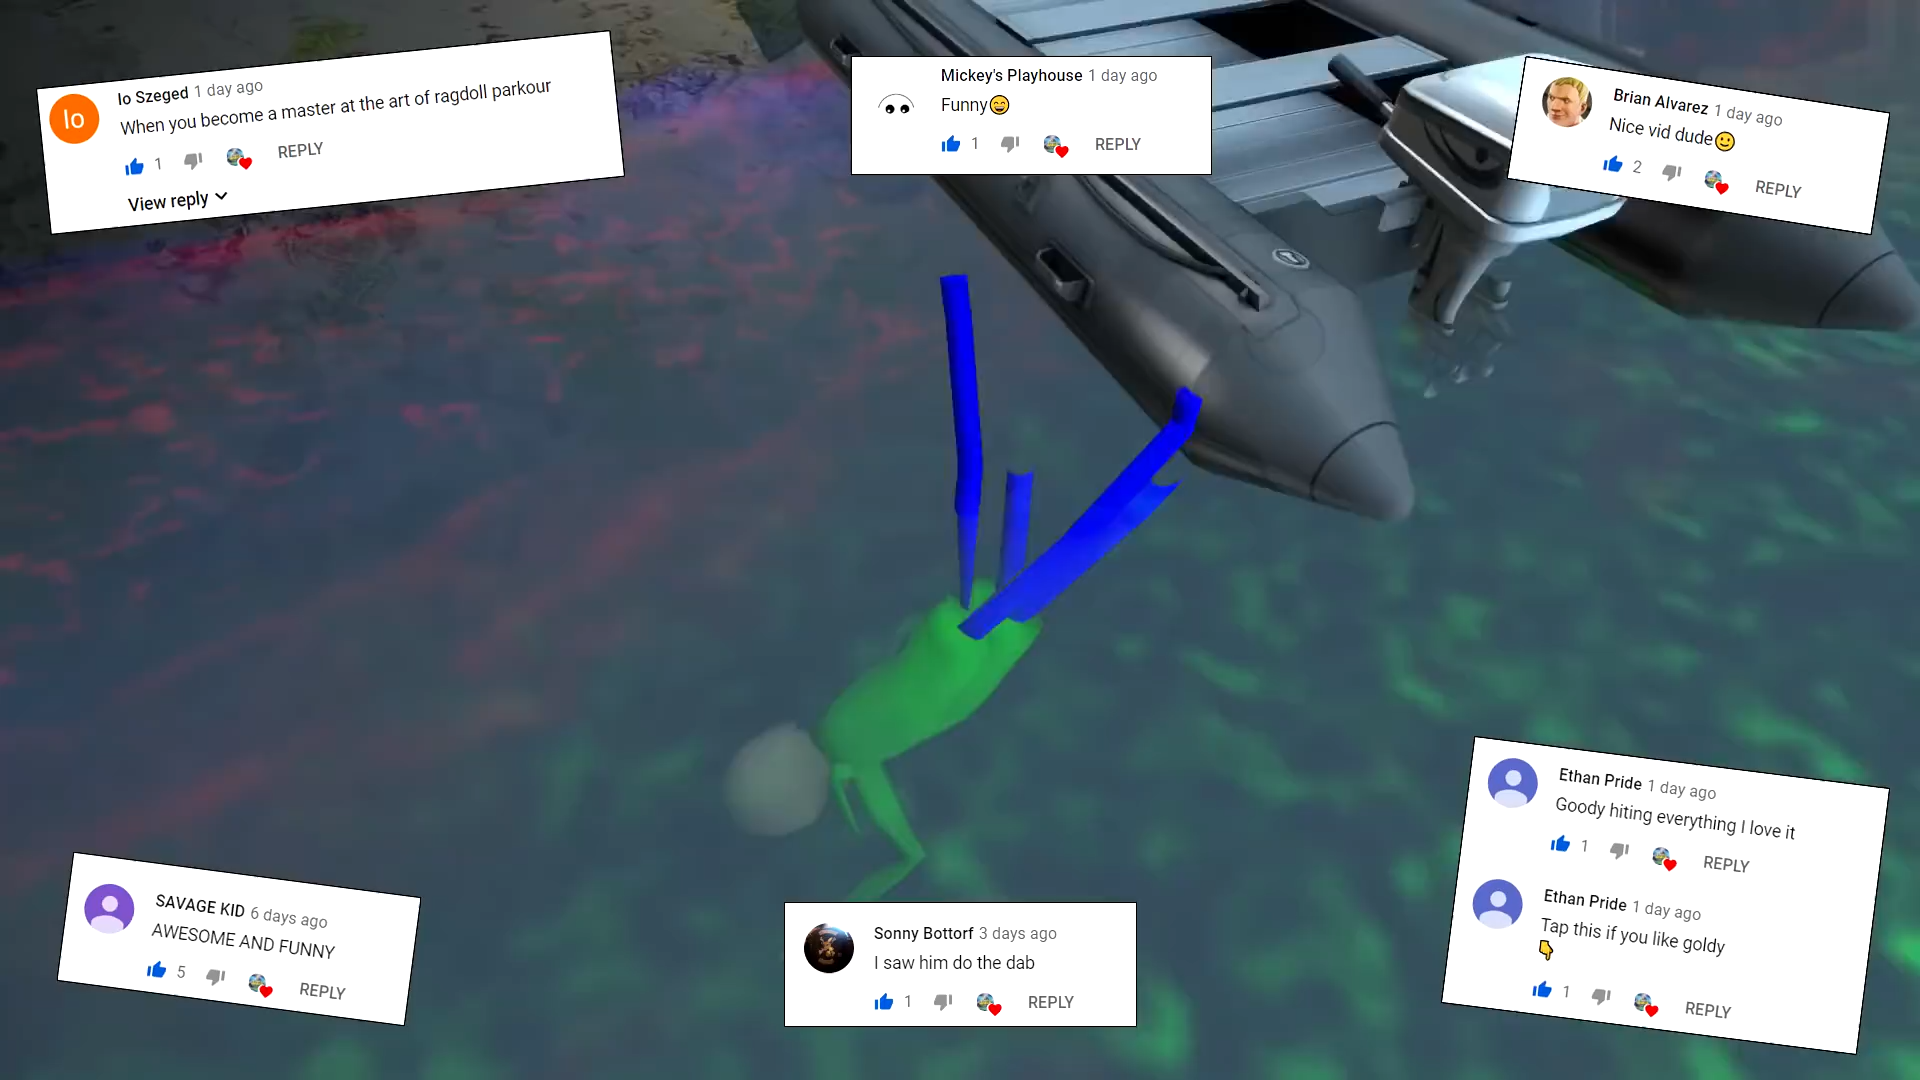 Io
Io Szeged 1 day ago
When you become a master at the art of ragdoll parkour
1 REPLY
View reply
Mickey's Playhouse 1 day ago
Funny😄
1 REPLY
Brian Alvarez 1 day ago
Nice vid dude🙂
2 REPLY
SAVAGE KID 6 days ago
AWESOME AND FUNNY
5 REPLY
Sonny Bottorf 3 days ago
I saw him do the dab
1 REPLY
Ethan Pride 1 day ago
Goody hiting everything I love it
1 REPLY
Ethan Pride 1 day ago
Tap this if you like goldy
👇
1 REPLY